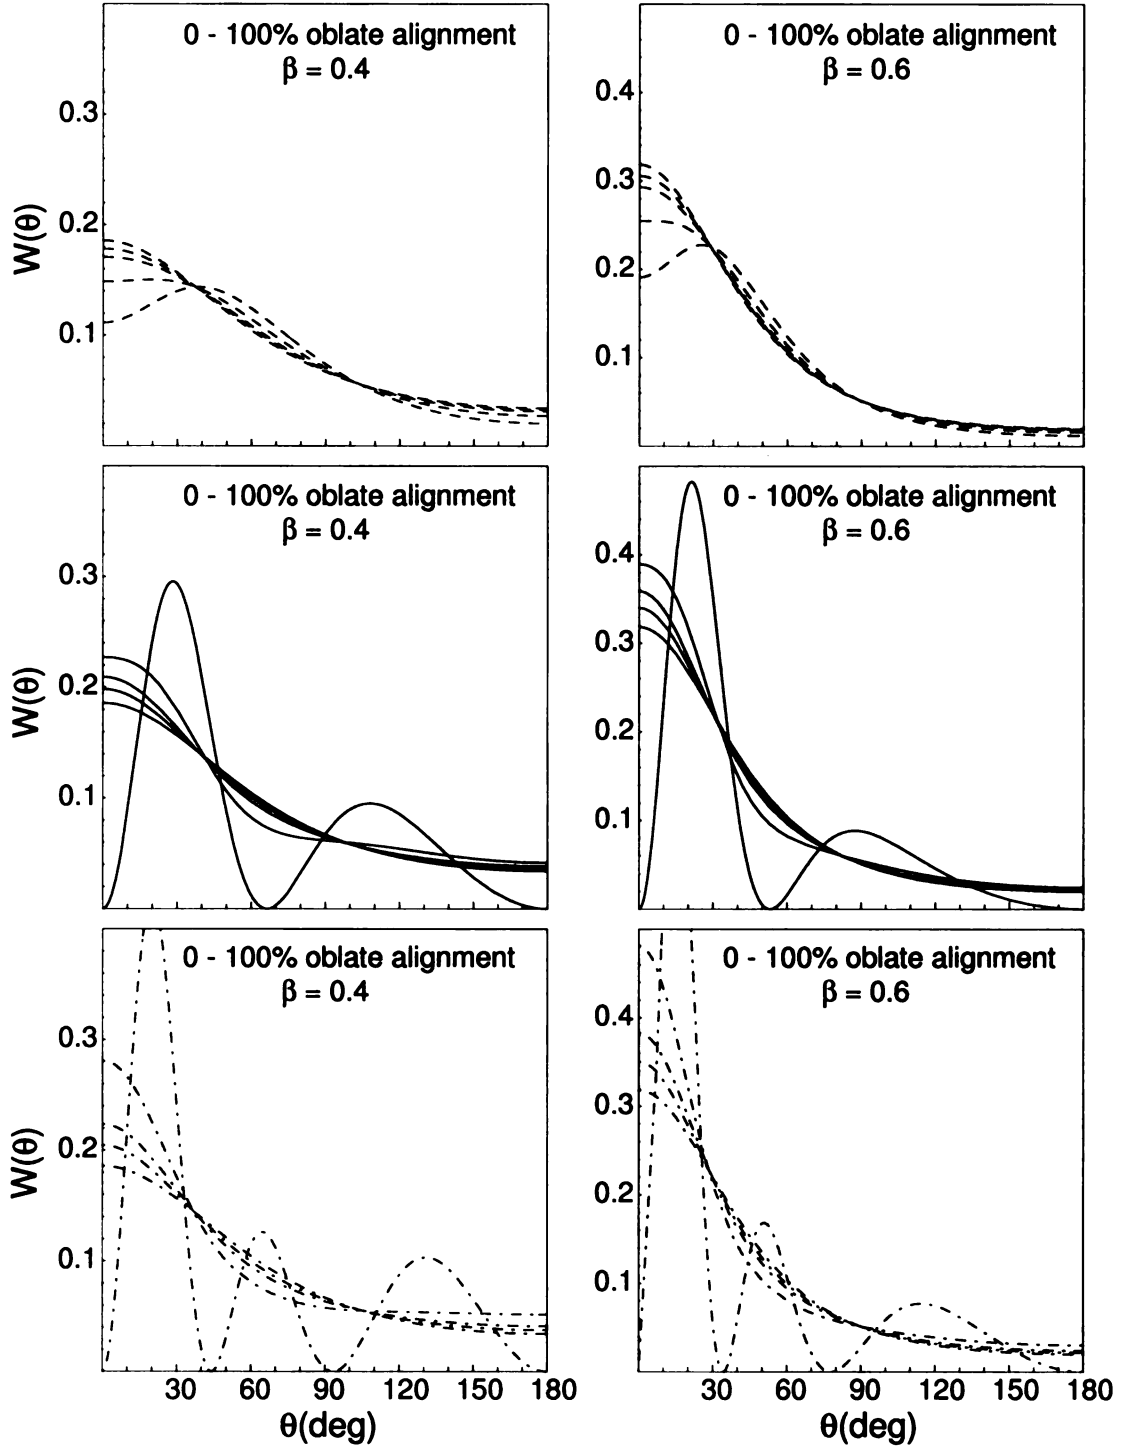 0 - 100% oblate alignment
β = 0.4
0.3
0.2
0.1
W(θ)
0 - 100% oblate alignment
β = 0.6
0.4
0.3
0.2
0.1
0 - 100% oblate alignment
β = 0.4
0.3
0.2
0.1
W(θ)
0 - 100% oblate alignment
β = 0.6
0.4
0.3
0.2
0.1
0 - 100% oblate alignment
β = 0.4
0.3
0.2
0.1
W(θ)
30 60 90 120 150 180
θ(deg)
0 - 100% oblate alignment
β = 0.6
0.4
0.3
0.2
0.1
30 60 90 120 150 180
θ(deg)